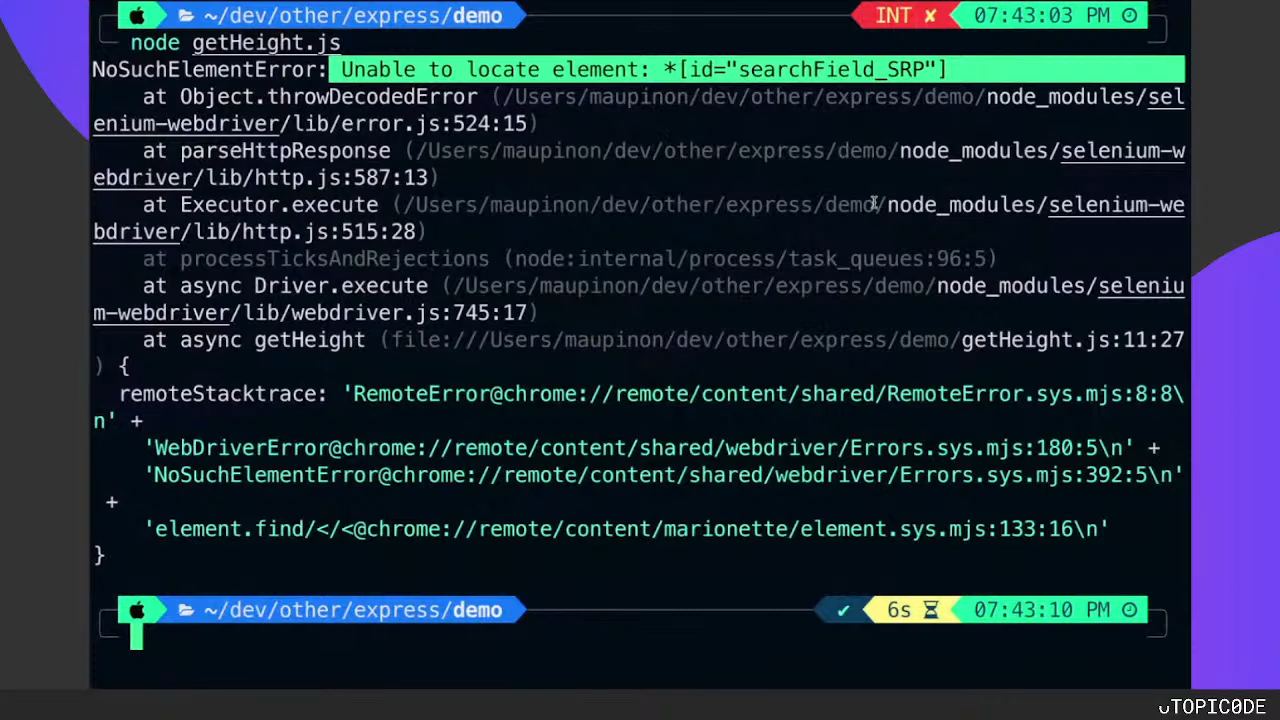 ~/dev/other/express/demo INT ✘ 07:43:03 PM
node getHeight.js
NoSuchElementError: Unable to locate element: *[id="searchField_SRP"]
at Object.throwDecodedError (/Users/maupinon/dev/other/express/demo/node_modules/sel
enium-webdriver/lib/error.js:524:15)
at parseHttpResponse (/Users/maupinon/dev/other/express/demo/node_modules/selenium-w
ebdriver/lib/http.js:587:13)
at Executor.execute (/Users/maupinon/dev/other/express/demo/node_modules/selenium-we
bdriver/lib/http.js:515:28)
at processTicksAndRejections (node:internal/process/task_queues:96:5)
at async Driver.execute (/Users/maupinon/dev/other/express/demo/node_modules/seleniu
m-webdriver/lib/webdriver.js:745:17)
at async getHeight (file:///Users/maupinon/dev/other/express/demo/getHeight.js:11:27
) {
remoteStacktrace: 'RemoteError@chrome://remote/content/shared/RemoteError.sys.mjs:8:8\
n' +
'WebDriverError@chrome://remote/content/shared/webdriver/Errors.sys.mjs:180:5\n' +
'NoSuchElementError@chrome://remote/content/shared/webdriver/Errors.sys.mjs:392:5\n'
+
'element.find/</<@chrome://remote/content/marionette/element.sys.mjs:133:16\n'
}
~/dev/other/express/demo ✔ 6s 07:43:10 PM
ꓴTOPIC0DE